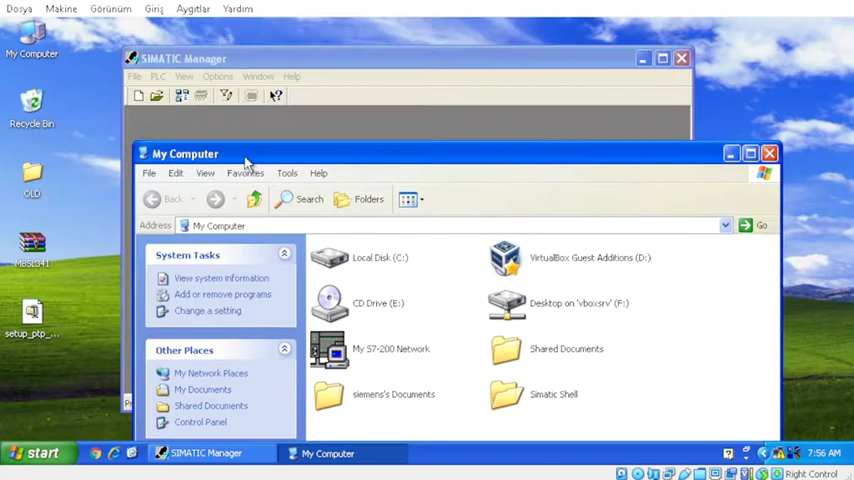 Dosya Makine Görünüm Giriş Aygıtlar Yardım
My Computer
Recycle Bin
OLD
MBSL341
setup_ptp_...
SIMATIC Manager
File PLC View Options Window Help
My Computer
File Edit View Favorites Tools Help
Back Search Folders
Address My Computer Go
System Tasks
View system information
Add or remove programs
Change a setting
Other Places
My Network Places
My Documents
Shared Documents
Control Panel
Local Disk (C:) VirtualBox Guest Additions (D:)
CD Drive (E:) Desktop on 'vboxsrv' (F:)
My S7-200 Network Shared Documents
siemens's Documents Simatic Shell
start SIMATIC Manager My Computer 7:56 AM
Right Control